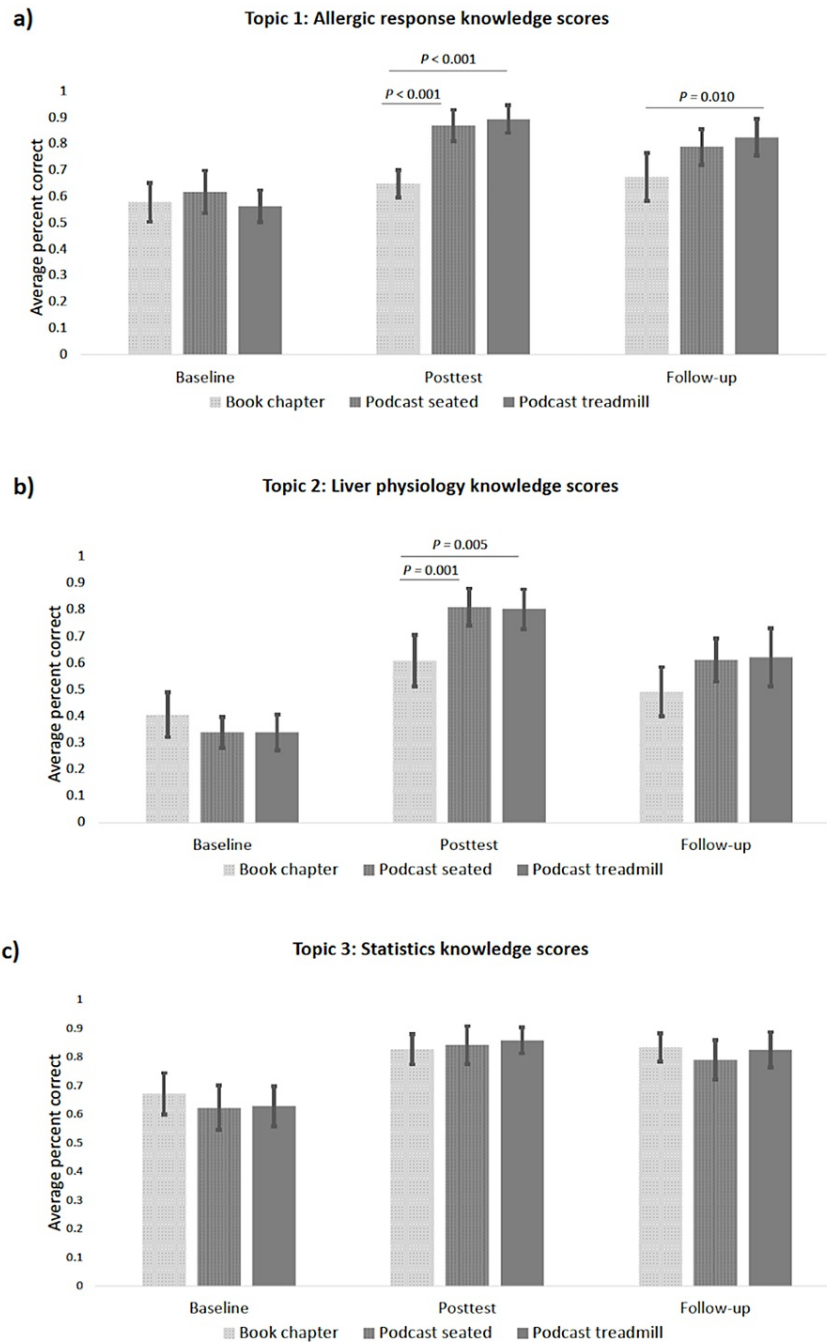 a)
Topic 1: Allergic response knowledge scores
P < 0.001
P < 0.001
P = 0.010
Average percent correct
1
0.9
0.8
0.7
0.6
0.5
0.4
0.3
0.2
0.1
0
Baseline Posttest Follow-up
Book chapter Podcast seated Podcast treadmill
b)
Topic 2: Liver physiology knowledge scores
P = 0.005
P = 0.001
Average percent correct
1
0.9
0.8
0.7
0.6
0.5
0.4
0.3
0.2
0.1
0
Baseline Posttest Follow-up
Book chapter Podcast seated Podcast treadmill
c)
Topic 3: Statistics knowledge scores
Average percent correct
1
0.9
0.8
0.7
0.6
0.5
0.4
0.3
0.2
0.1
0
Baseline Posttest Follow-up
Book chapter Podcast seated Podcast treadmill